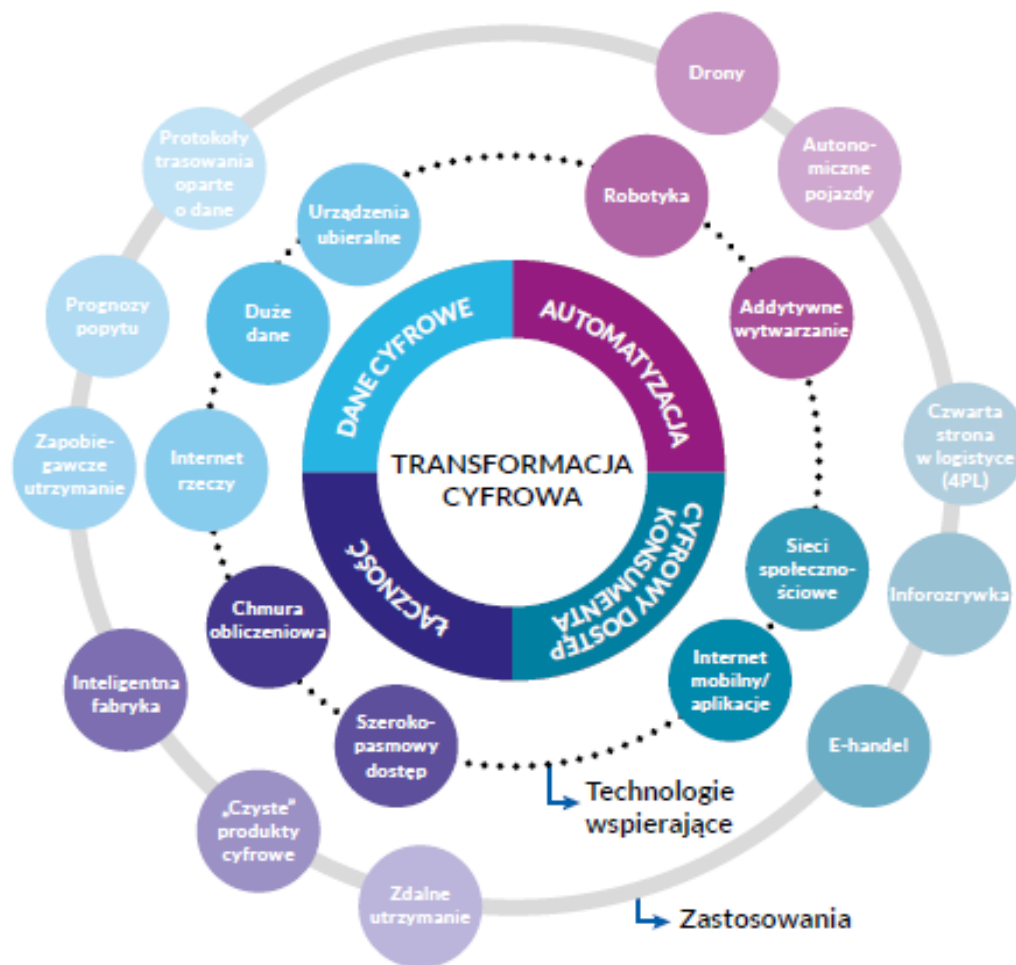 Drony
Autono-
miczne
pojazdy
Protokoły
trasowania
oparte
o dane
Urządzenia
ubieralne
Robotyka
Prognozy
popytu
Duże
dane
Addytywne
wytwarzanie
DANE CYFROWE
AUTOMATYZACJA
Zapobie-
gawcze
utrzymanie
Internet
rzeczy
TRANSFORMACJA
CYFROWA
Czwarta
strona
w logistyce
(4PL)
ŁĄCZNOŚĆ
CYFROWY DOSTĘP
KONSUMENTA
Sieci
społeczno-
ściowe
Inforozrywka
Chmura
obliczeniowa
Internet
mobilny/
aplikacje
Inteligentna
fabryka
Szeroko-
pasmowy
dostęp
E-handel
„Czyste”
produkty
cyfrowe
Technologie
wspierające
Zdalne
utrzymanie
Zastosowania